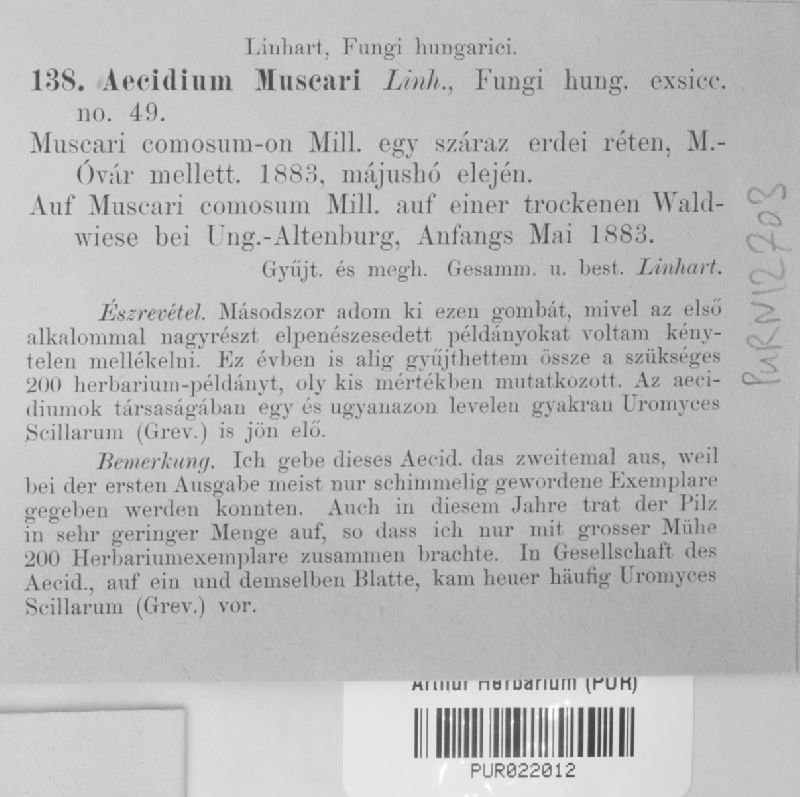 Linhart, Fungi hungarici.
138. Aecidium Muscari Linh., Fungi hung. exsicc.
no. 49.
Muscari comosum-on Mill. egy száraz erdei réten, M.-
Óvár mellett. 1883, májushó elején.
Auf Muscari comosum Mill. auf einer trockenen Wald-
wiese bei Ung.-Altenburg, Anfangs Mai 1883.
Gyűjt. és megh. Gesamm. u. best. Linhart.
Észrevétel. Másodszor adom ki ezen gombát, mivel az első
alkalommal nagyrészt elpenészesedett példányokat voltam kény-
telen mellékelni. Ez évben is alig gyűjthettem össze a szükséges
200 herbarium-példányt, oly kis mértékben mutatkozott. Az aeci-
diumok társaságában egy és ugyanazon levelen gyakran Uromyces
Scillarum (Grev.) is jön elő.
Bemerkung. Ich gebe dieses Aecid. das zweitemal aus, weil
bei der ersten Ausgabe meist nur schimmelig gewordene Exemplare
gegeben werden konnten. Auch in diesem Jahre trat der Pilz
in sehr geringer Menge auf, so dass ich nur mit grosser Mühe
200 Herbariumexemplare zusammen brachte. In Gesellschaft des
Aecid., auf ein und demselben Blatte, kam heuer häufig Uromyces
Scillarum (Grev.) vor.
PUR N12703
Arthur Herbarium (PUR)
PUR022012